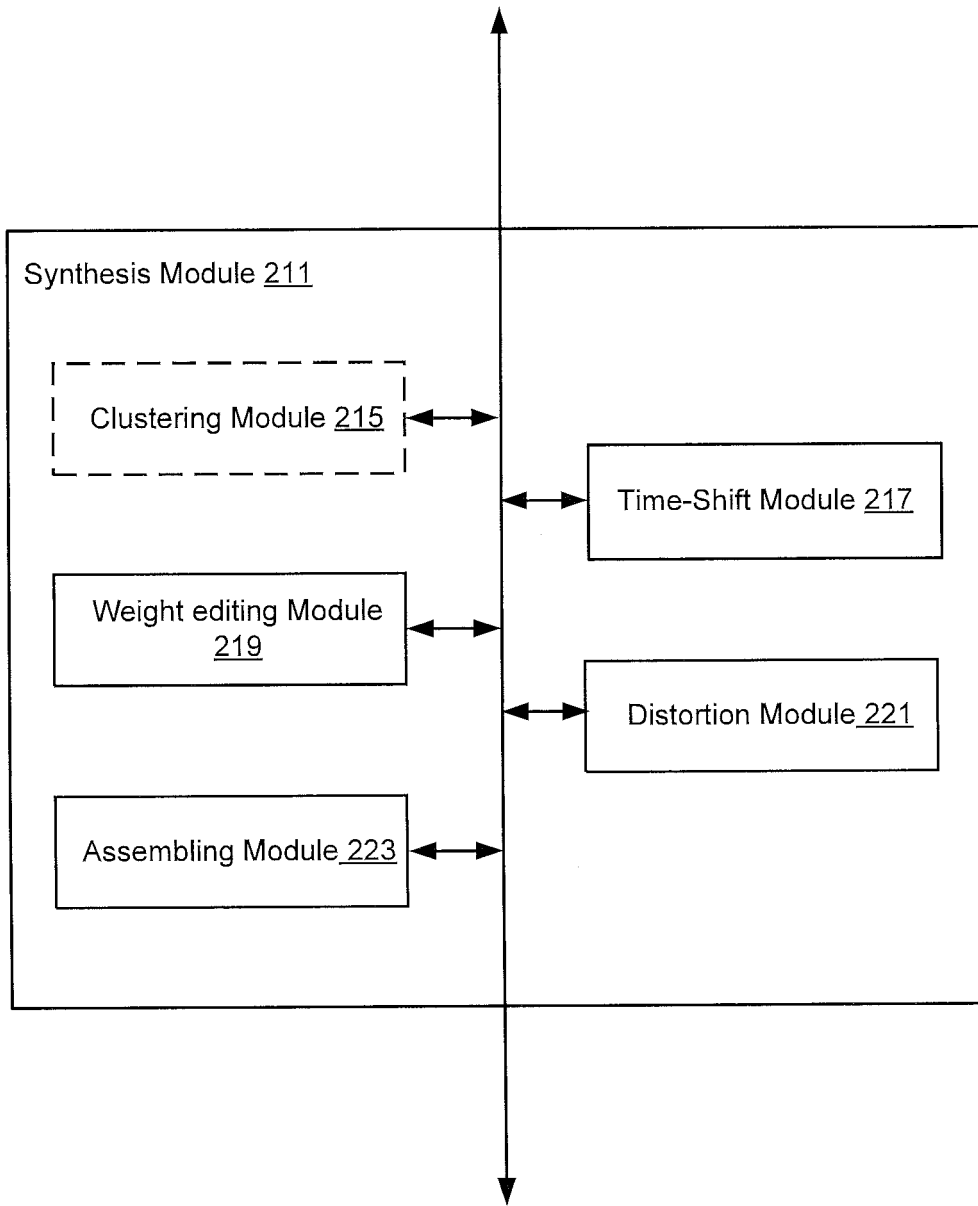 Synthesis Module 211
Clustering Module 215
Time-Shift Module 217
Weight editing Module
219
Distortion Module 221
Assembling Module 223